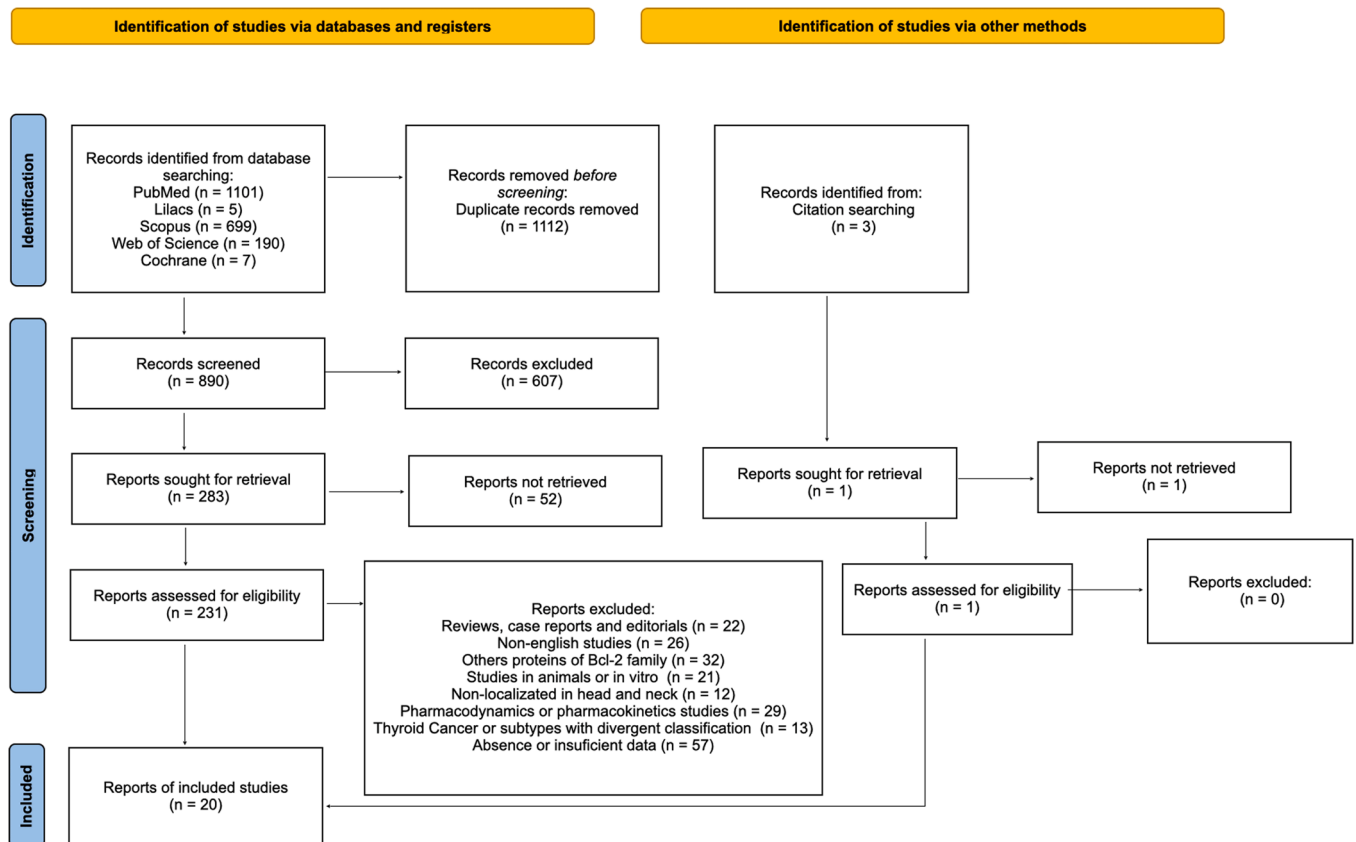 Identification of studies via databases and registers
Identification of studies via other methods
Identification
Records identified from database
searching:
PubMed (n = 1101)
Lilacs (n = 5)
Scopus (n = 699)
Web of Science (n = 190)
Cochrane (n = 7)
Records removed before
screening:
Duplicate records removed
(n = 1112)
Records identified from:
Citation searching
(n = 3)
Screening
Records screened
(n = 890)
Records excluded
(n = 607)
Reports sought for retrieval
(n = 283)
Reports not retrieved
(n = 52)
Reports sought for retrieval
(n = 1)
Reports not retrieved
(n = 1)
Reports assessed for eligibility
(n = 231)
Reports excluded:
Reviews, case reports and editorials (n = 22)
Non-english studies (n = 26)
Others proteins of Bcl-2 family (n = 32)
Studies in animals or in vitro (n = 21)
Non-localizated in head and neck (n = 12)
Pharmacodynamics or pharmacokinetics studies (n = 29)
Thyroid Cancer or subtypes with divergent classification (n = 13)
Absence or insuficient data (n = 57)
Reports assessed for eligibility
(n = 1)
Reports excluded:
(n = 0)
Included
Reports of included studies
(n = 20)